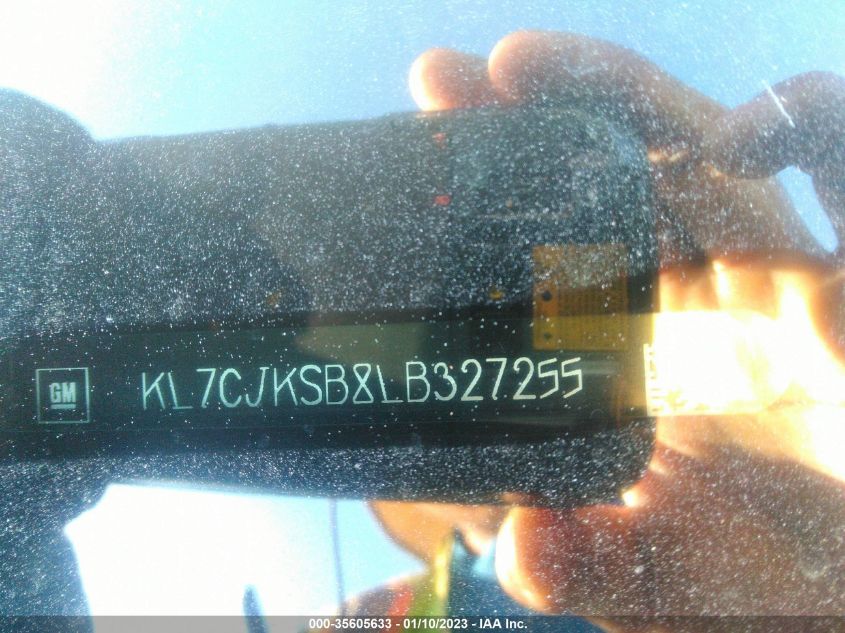 GM
KL7CJKSB8LB327255
000-35605633 - 01/10/2023 - IAA Inc.